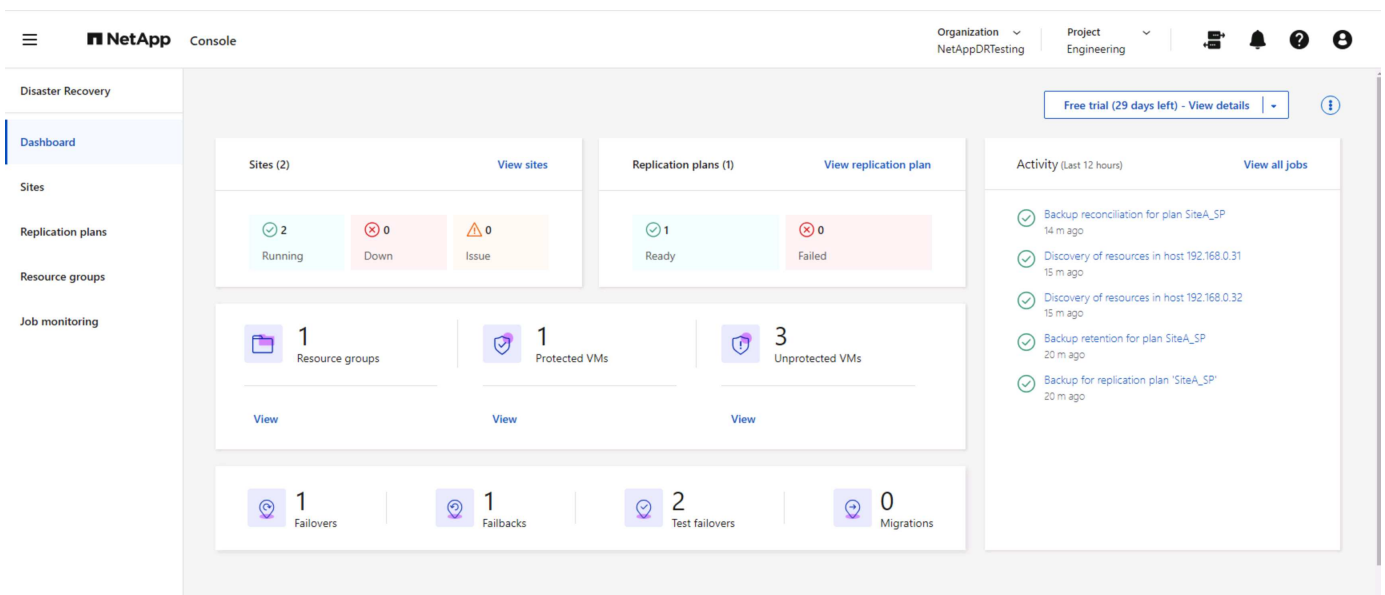 NetApp Console
Organization
NetAppDRTesting
Project
Engineering
Disaster Recovery
Dashboard
Sites
Replication plans
Resource groups
Job monitoring
Free trial (29 days left) - View details
Sites (2)
View sites
2
Running
0
Down
0
Issue
Replication plans (1)
View replication plan
1
Ready
0
Failed
1
Resource groups
View
1
Protected VMs
View
3
Unprotected VMs
View
1
Failovers
1
Failbacks
2
Test failovers
0
Migrations
Activity (Last 12 hours)
View all jobs
Backup reconciliation for plan SiteA_SP
14 m ago
Discovery of resources in host 192.168.0.31
15 m ago
Discovery of resources in host 192.168.0.32
15 m ago
Backup retention for plan SiteA_SP
20 m ago
Backup for replication plan 'SiteA_SP'
20 m ago